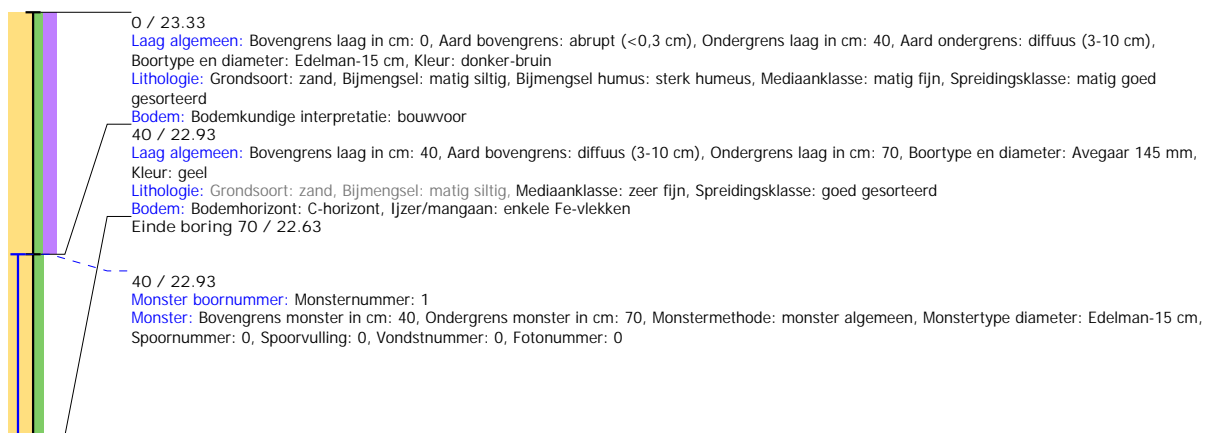 0 / 23.33
Laag algemeen: Bovengrens laag in cm: 0, Aard bovengrens: abrupt (<0,3 cm), Ondergrens laag in cm: 40, Aard ondergrens: diffuus (3-10 cm),
Boortype en diameter: Edelman-15 cm, Kleur: donker-bruin
Lithologie: Grondsoort: zand, Bijmengsel: matig siltig, Bijmengsel humus: sterk humeus, Mediaanklasse: matig fijn, Spreidingsklasse: matig goed
gesorteerd
Bodem: Bodemkundige interpretatie: bouwvoor
40 / 22.93
Laag algemeen: Bovengrens laag in cm: 40, Aard bovengrens: diffuus (3-10 cm), Ondergrens laag in cm: 70, Boortype en diameter: Avegaar 145 mm,
Kleur: geel
Lithologie: Grondsoort: zand, Bijmengsel: matig siltig, Mediaanklasse: zeer fijn, Spreidingsklasse: goed gesorteerd
Bodem: Bodemhorizont: C-horizont, Ijzer/mangaan: enkele Fe-vlekken
Einde boring 70 / 22.63
40 / 22.93
Monster boornummer: Monsternummer: 1
Monster: Bovengrens monster in cm: 40, Ondergrens monster in cm: 70, Monstermethode: monster algemeen, Monstertype diameter: Edelman-15 cm,
Spoornummer: 0, Spoorvulling: 0, Vondstnummer: 0, Fotonummer: 0